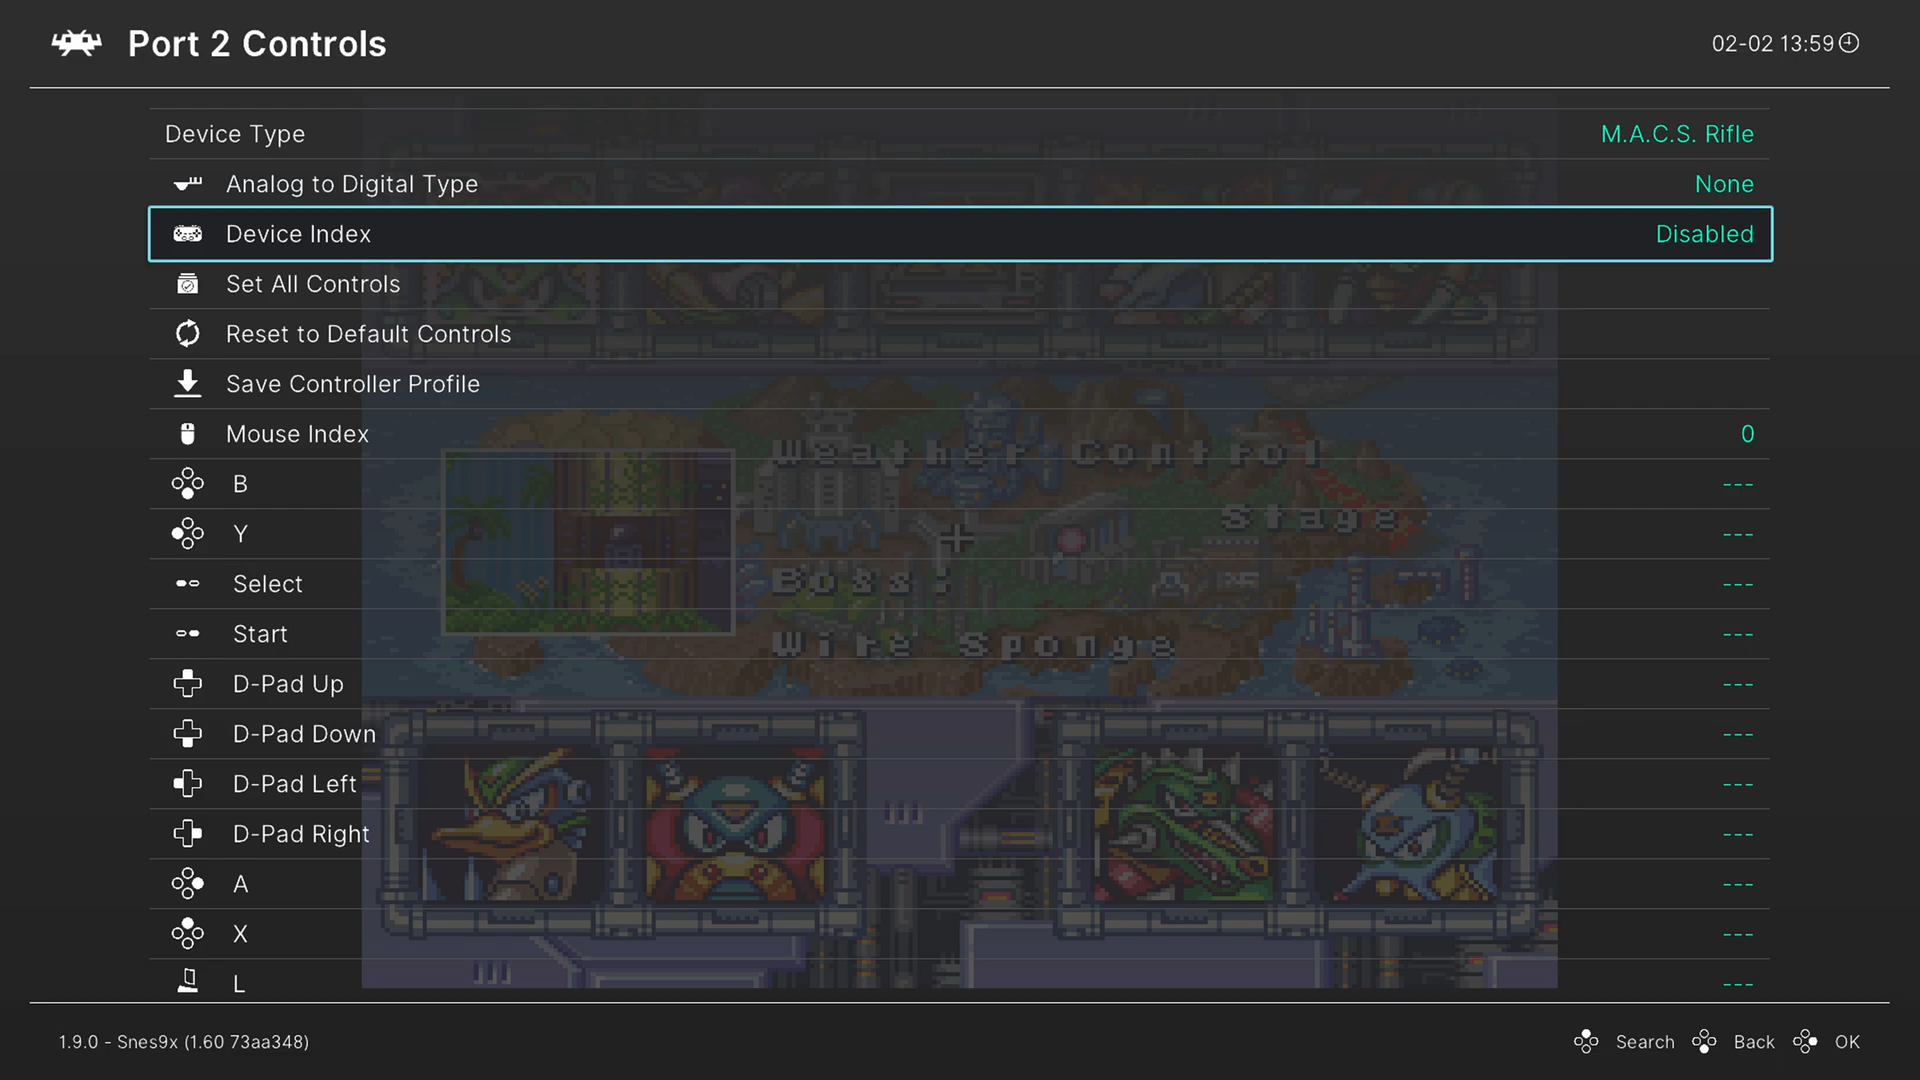 Port 2 Controls
02-02 13:59
Device Type
M.A.C.S. Rifle
Analog to Digital Type
None
Device Index
Disabled
Set All Controls
Reset to Default Controls
Save Controller Profile
Mouse Index
0
Weather Control
B
---
Stage
Y
---
Boss:
Select
---
Start
---
Wire Sponge
D-Pad Up
---
D-Pad Down
---
D-Pad Left
---
D-Pad Right
---
A
---
X
---
L
---
1.9.0 - Snes9x (1.60 73aa348)
Search
Back
OK